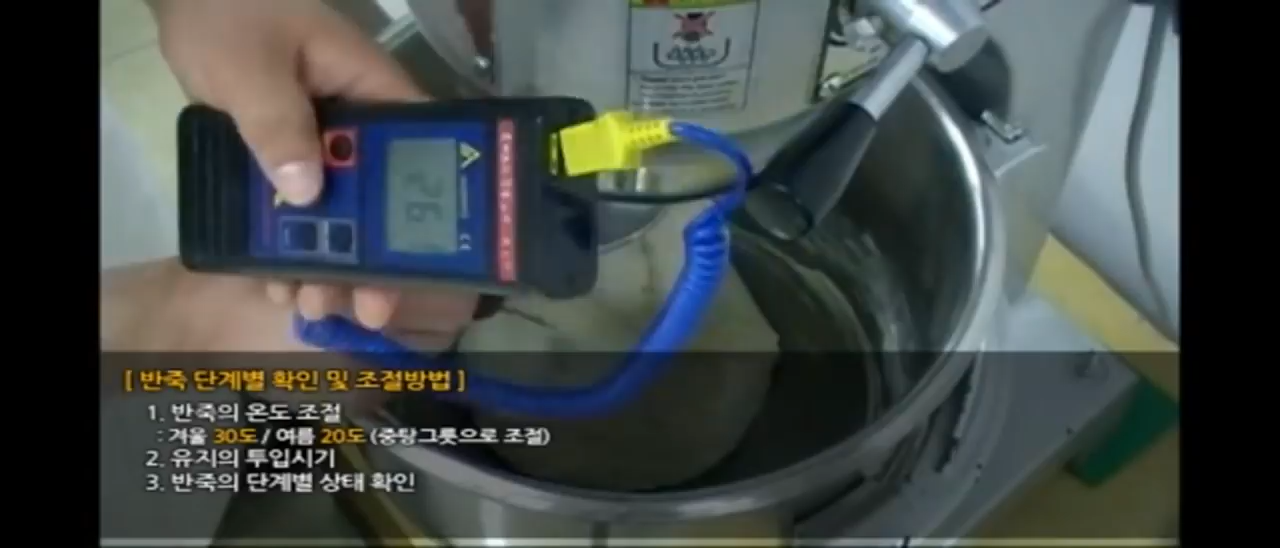 26
[ 반죽 단계별 확인 및 조절방법 ]
1. 반죽의 온도 조절
: 겨울 30도 / 여름 20도 (중탕그릇으로 조절)
2. 유지의 투입시기
3. 반죽의 단계별 상태 확인